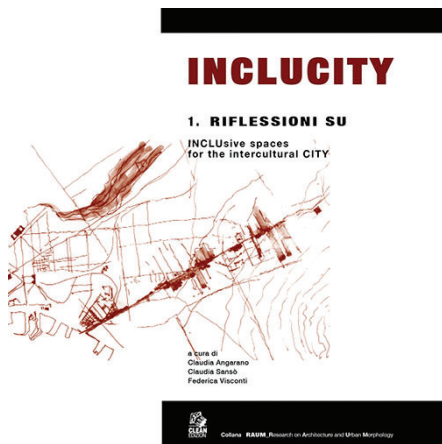 INCLUCITY
1. RIFLESSIONI SU
INCLUsive spaces
for the intercultural CITY
a cura di
Claudia Angarano
Claudia Sansò
Federica Visconti
CLEAN
EDIZIONI
Collana RAUM_Research on Architecture and Urban Morphology